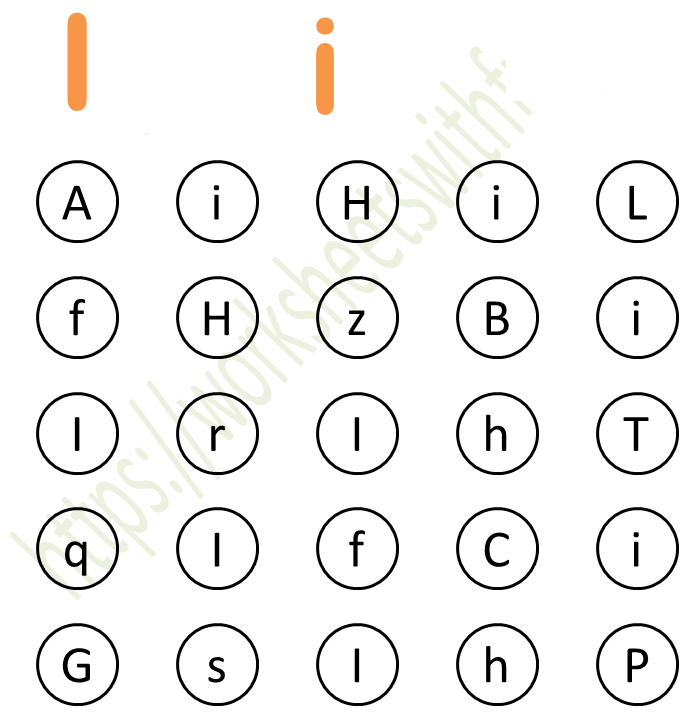 I i
A i H i L
f H z B i
I r I h T
q I f C i
G s I h P
https://worksheetswithf